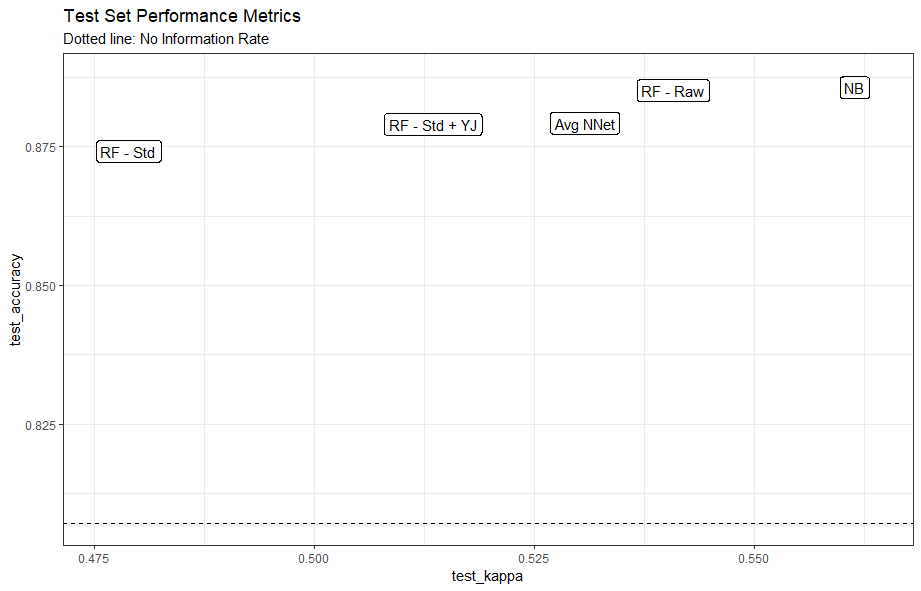 Test Set Performance Metrics
Dotted line: No Information Rate
NB
RF - Raw
RF - Std + YJ
Avg NNet
RF - Std
0.875
0.850
0.825
test_accuracy
0.475
0.500
0.525
0.550
test_kappa